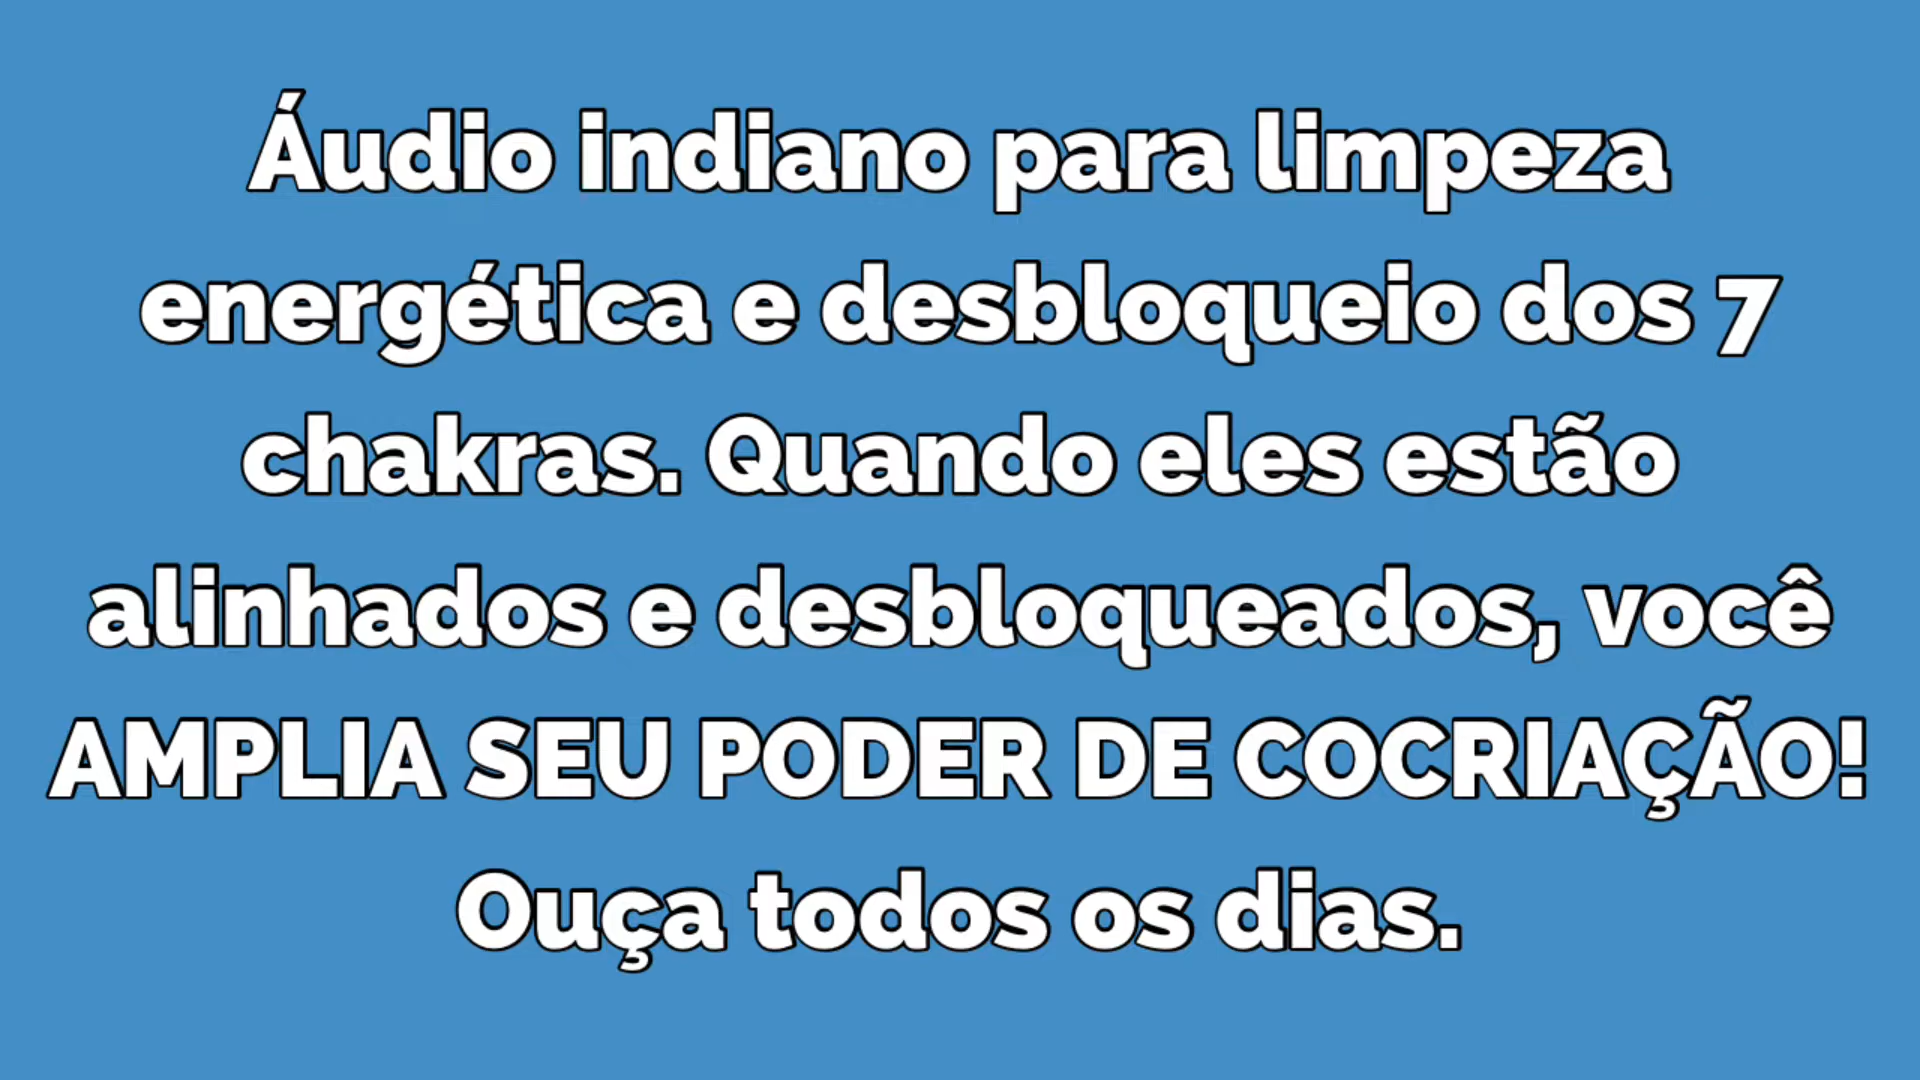 Áudio indiano para limpeza
energética e desbloqueio dos 7
chakras. Quando eles estão
alinhados e desbloqueados, você
AMPLIA SEU PODER DE COCRIAÇÃO!
Ouça todos os dias.